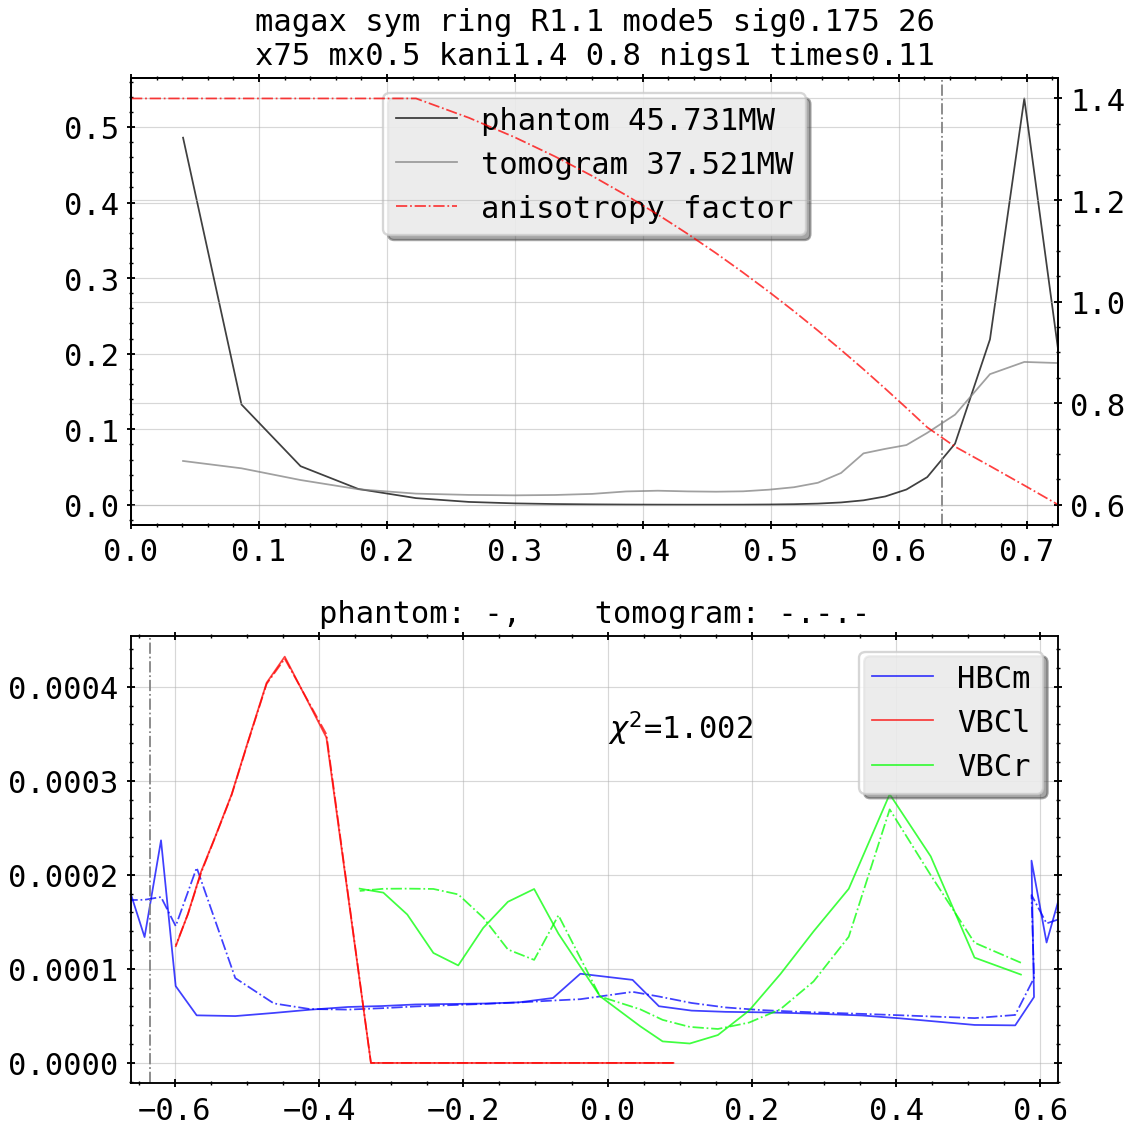 magax sym ring R1.1 mode5 sig0.175 26
x75 mx0.5 kani1.4 0.8 nigs1 times0.11
phantom 45.731MW
tomogram 37.521MW
anisotropy factor
0.5
0.4
0.3
0.2
0.1
0.0
1.4
1.2
1.0
0.8
0.6
0.0 0.1 0.2 0.3 0.4 0.5 0.6 0.7
phantom: -, tomogram: -.-.-
HBCm
VBCl
VBCr
χ²=1.002
0.0004
0.0003
0.0002
0.0001
0.0000
−0.6 −0.4 −0.2 0.0 0.2 0.4 0.6